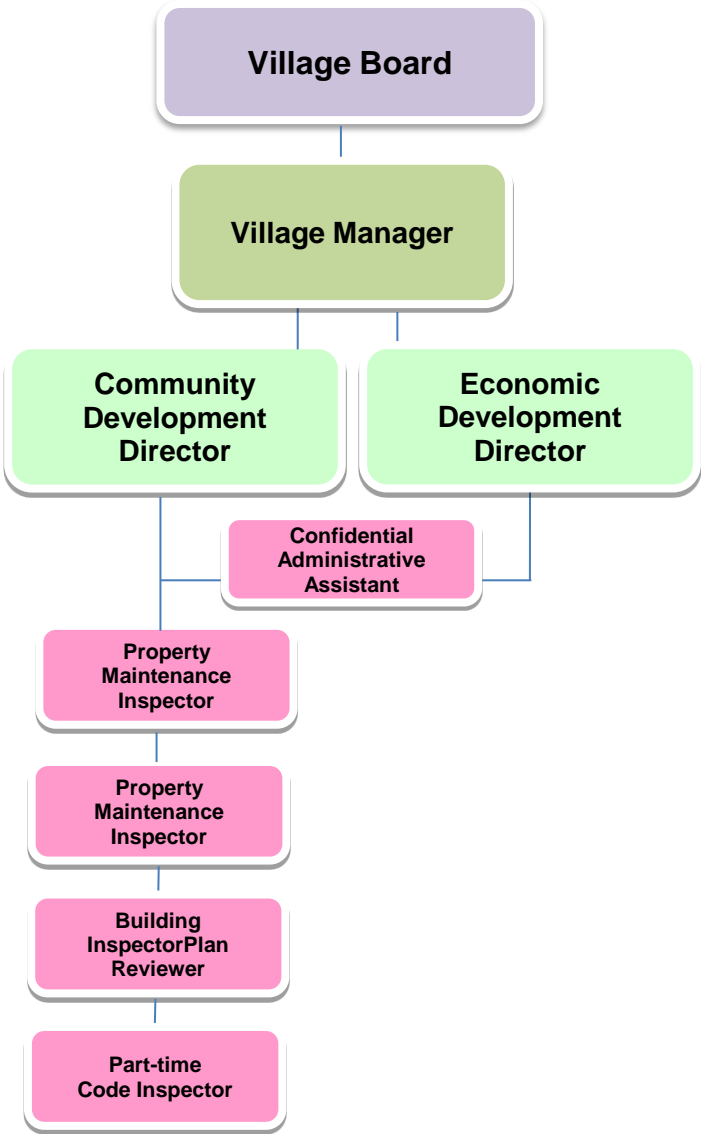 Village Board
Village Manager
Community
Development
Director
Economic
Development
Director
Confidential
Administrative
Assistant
Property
Maintenance
Inspector
Property
Maintenance
Inspector
Building
InspectorPlan
Reviewer
Part-time
Code Inspector